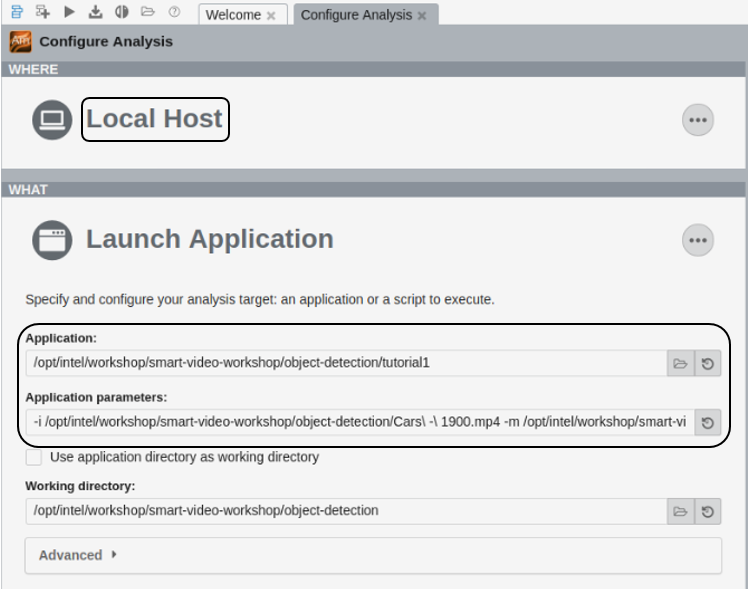 Welcome
Configure Analysis
Configure Analysis
WHERE
Local Host
WHAT
Launch Application
Specify and configure your analysis target: an application or a script to execute.
Application:
/opt/intel/workshop/smart-video-workshop/object-detection/tutorial1
Application parameters:
-i /opt/intel/workshop/smart-video-workshop/object-detection/Cars\ -\ 1900.mp4 -m /opt/intel/workshop/smart-vi
Use application directory as working directory
Working directory:
/opt/intel/workshop/smart-video-workshop/object-detection
Advanced